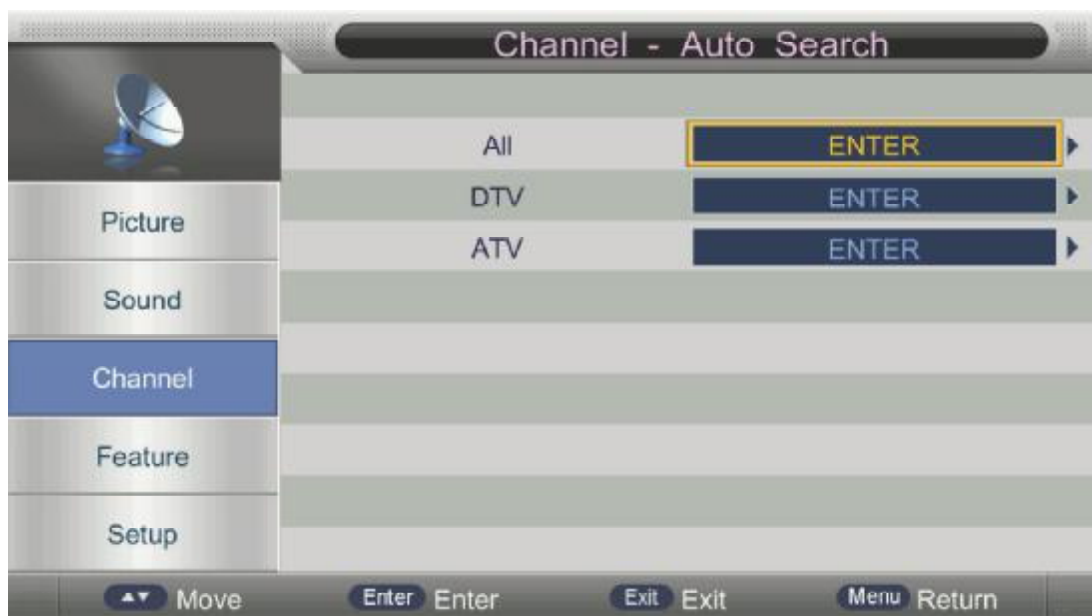 Channel - Auto Search
All ENTER
DTV ENTER
ATV ENTER
Picture
Sound
Channel
Feature
Setup
Move Enter Enter Exit Exit Menu Return